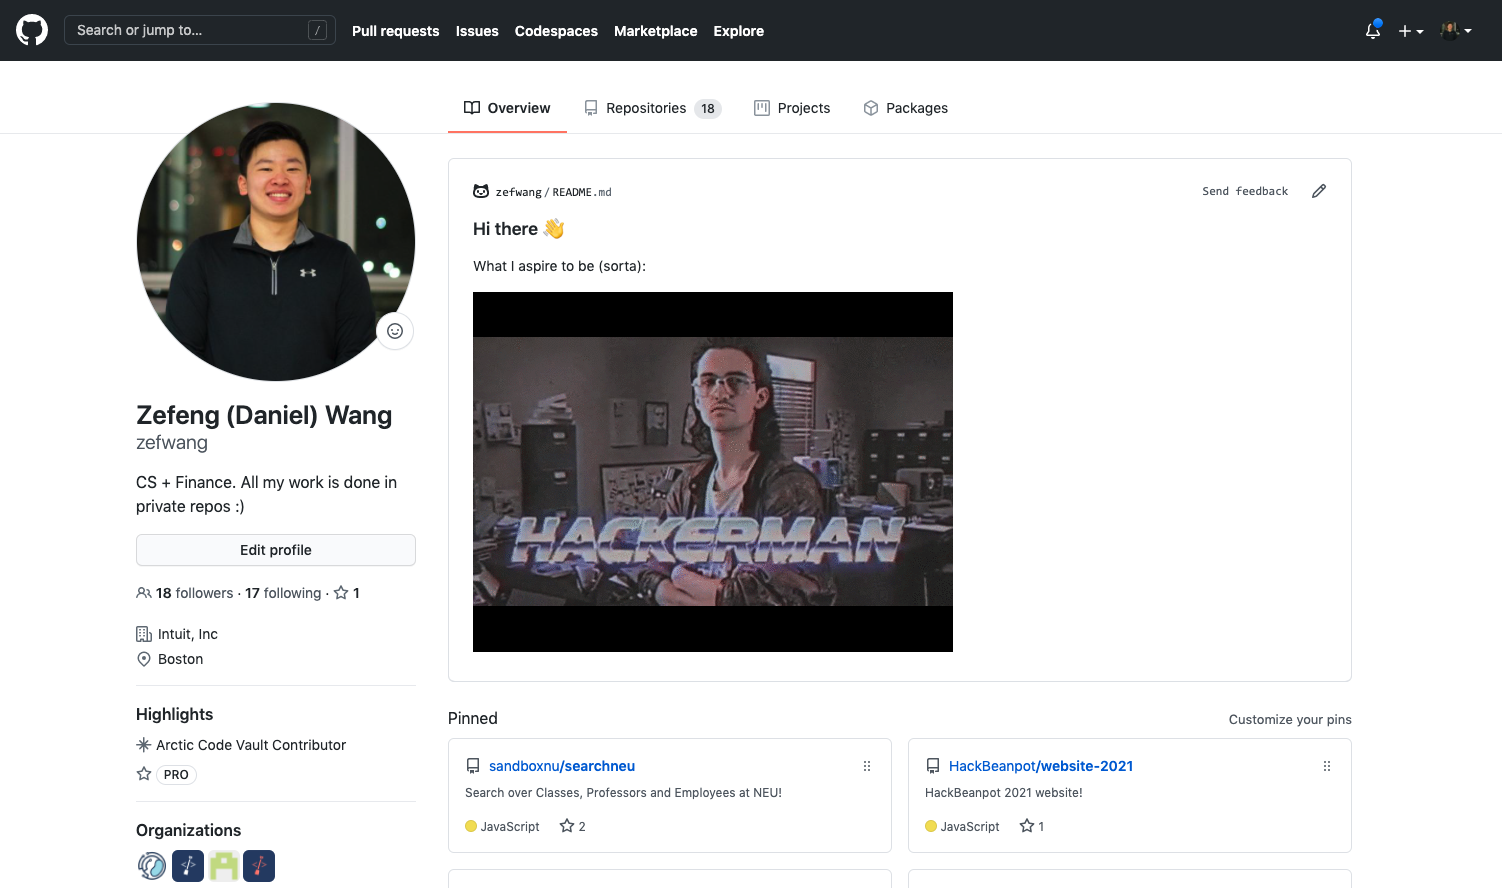 Search or jump to... /
Pull requests Issues Codespaces Marketplace Explore
Overview Repositories 18 Projects Packages
Zefeng (Daniel) Wang
zefwang
CS + Finance. All my work is done in
private repos :)
Edit profile
18 followers · 17 following · 1
Intuit, Inc
Boston
Highlights
Arctic Code Vault Contributor
PRO
Organizations
zefwang/README.md
Send feedback
Hi there 👋
What I aspire to be (sorta):
HACKERMAN
Pinned
Customize your pins
sandboxnu/searchneu
Search over Classes, Professors and Employees at NEU!
JavaScript 2
HackBeanpot/website-2021
HackBeanpot 2021 website!
JavaScript 1